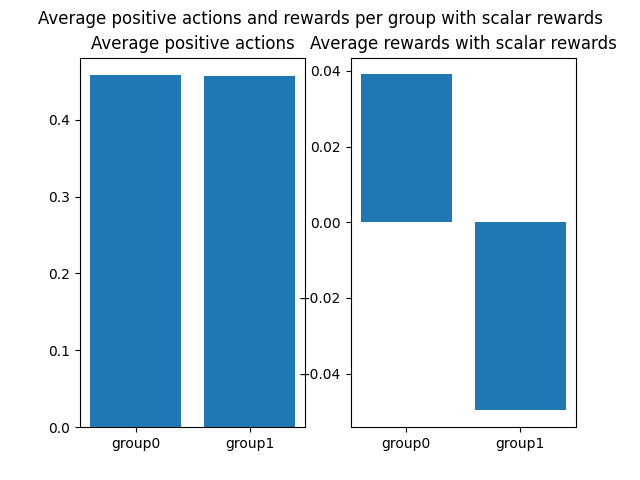 Average positive actions and rewards per group with scalar rewards
Average positive actions
0.4
0.3
0.2
0.1
0.0
group0 group1
Average rewards with scalar rewards
0.04
0.02
0.00
−0.02
−0.04
group0 group1